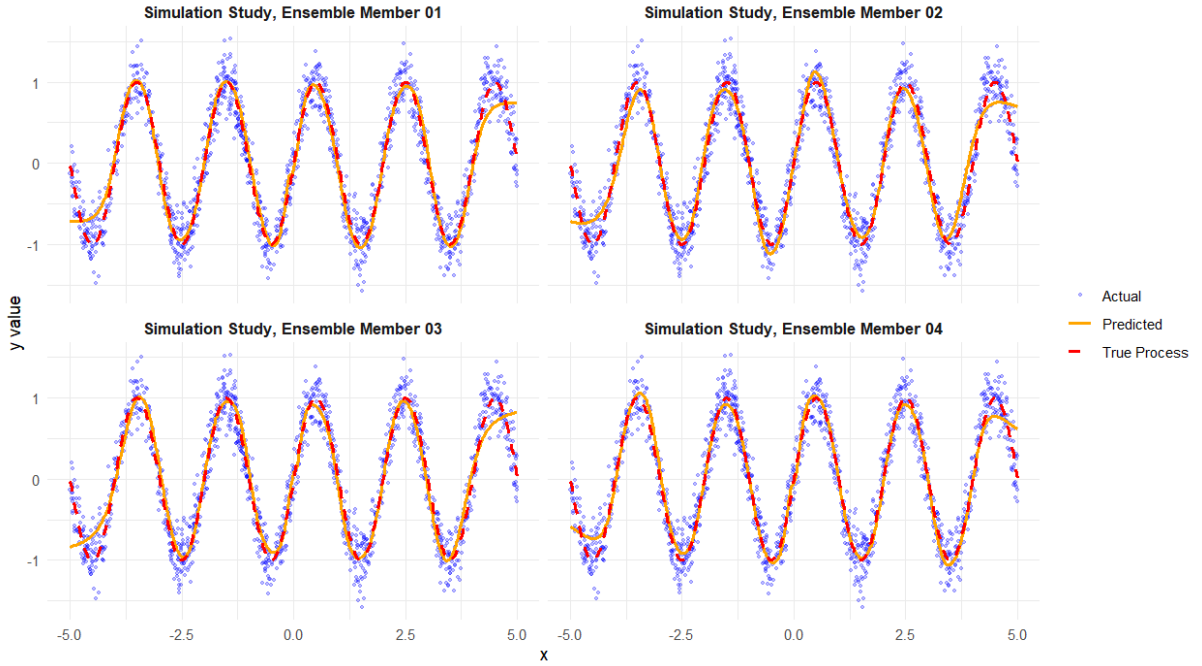 Simulation Study, Ensemble Member 01
Simulation Study, Ensemble Member 02
1
0
-1
y value
Actual
Predicted
True Process
Simulation Study, Ensemble Member 03
Simulation Study, Ensemble Member 04
1
0
-1
-5.0 -2.5 0.0 2.5 5.0
-5.0 -2.5 0.0 2.5 5.0
x